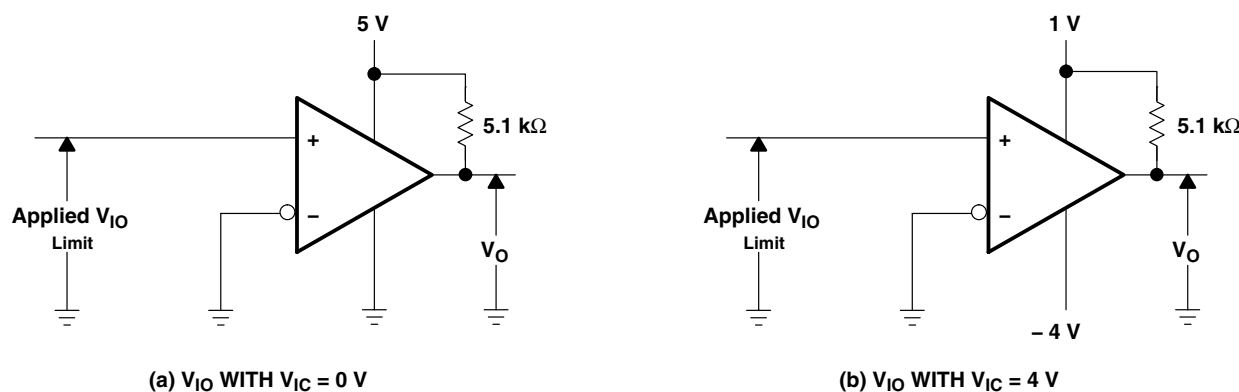 5 V
5.1 kΩ
+
−
Applied VIO
Limit
VO
(a) VIO WITH VIC = 0 V
1 V
5.1 kΩ
+
−
Applied VIO
Limit
VO
– 4 V
(b) VIO WITH VIC = 4 V